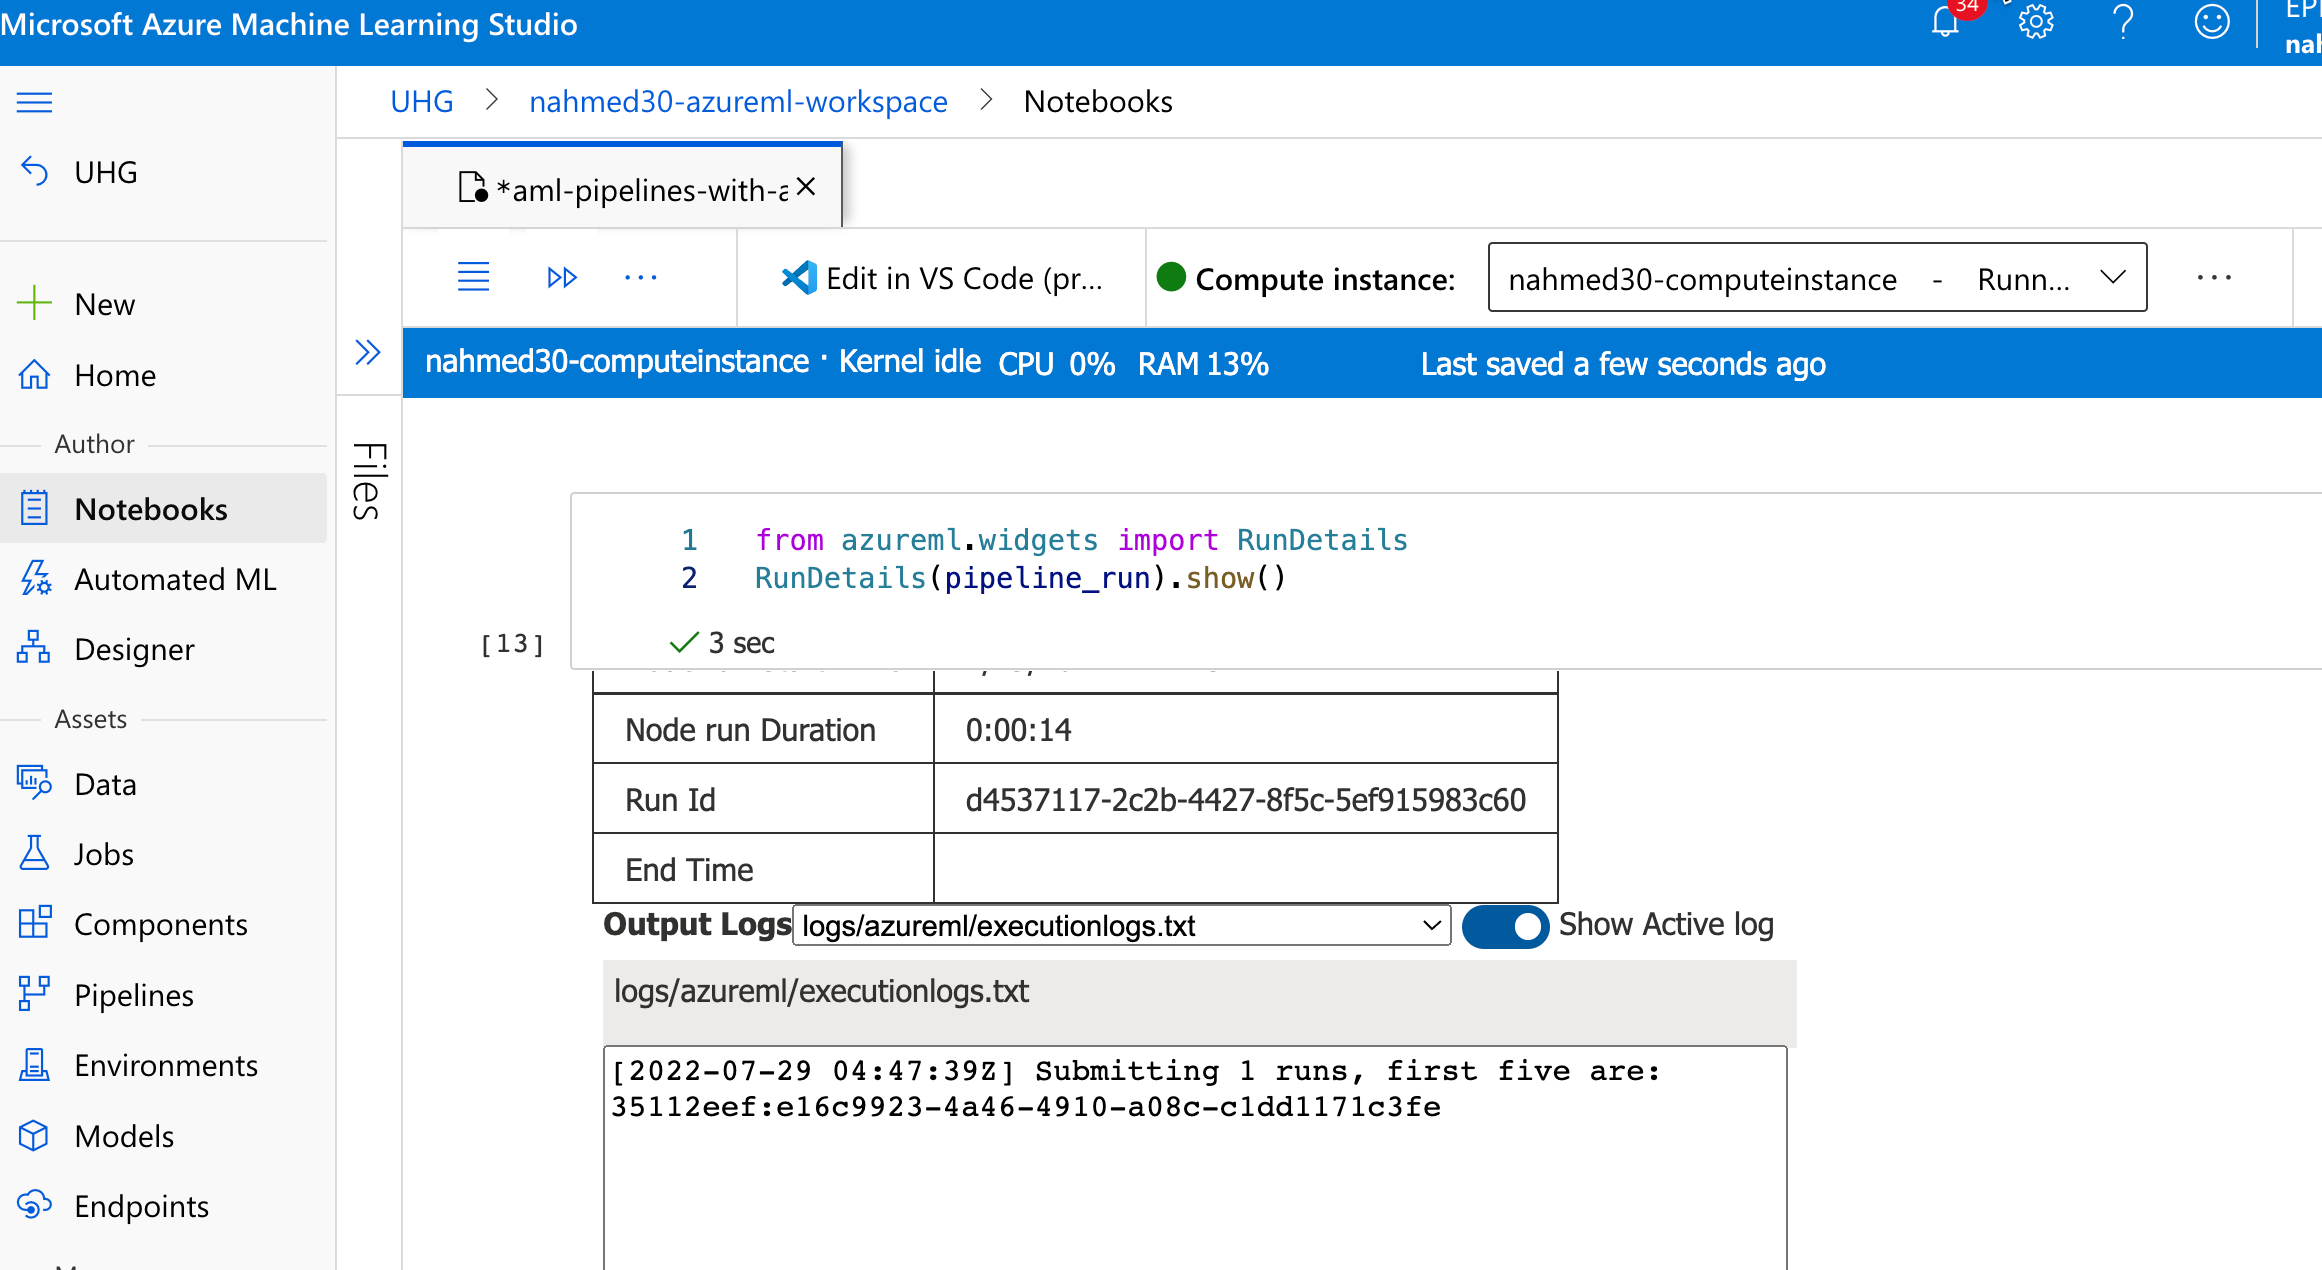 Microsoft Azure Machine Learning Studio
34
nah
UHG > nahmed30-azureml-workspace > Notebooks
UHG
*aml-pipelines-with-a
Edit in VS Code (pr...
Compute instance:
nahmed30-computeinstance - Runn...
New
nahmed30-computeinstance · Kernel idle CPU 0% RAM 13%
Last saved a few seconds ago
Home
Author
Files
Notebooks
Automated ML
Designer
Assets
Data
Jobs
Components
Pipelines
Environments
Models
Endpoints
1 from azureml.widgets import RunDetails
2 RunDetails(pipeline_run).show()
[13]
3 sec
Node run Duration 0:00:14
Run Id d4537117-2c2b-4427-8f5c-5ef915983c60
End Time
Output Logs logs/azureml/executionlogs.txt Show Active log
logs/azureml/executionlogs.txt
[2022-07-29 04:47:39Z] Submitting 1 runs, first five are:
35112eef:e16c9923-4a46-4910-a08c-c1dd1171c3fe